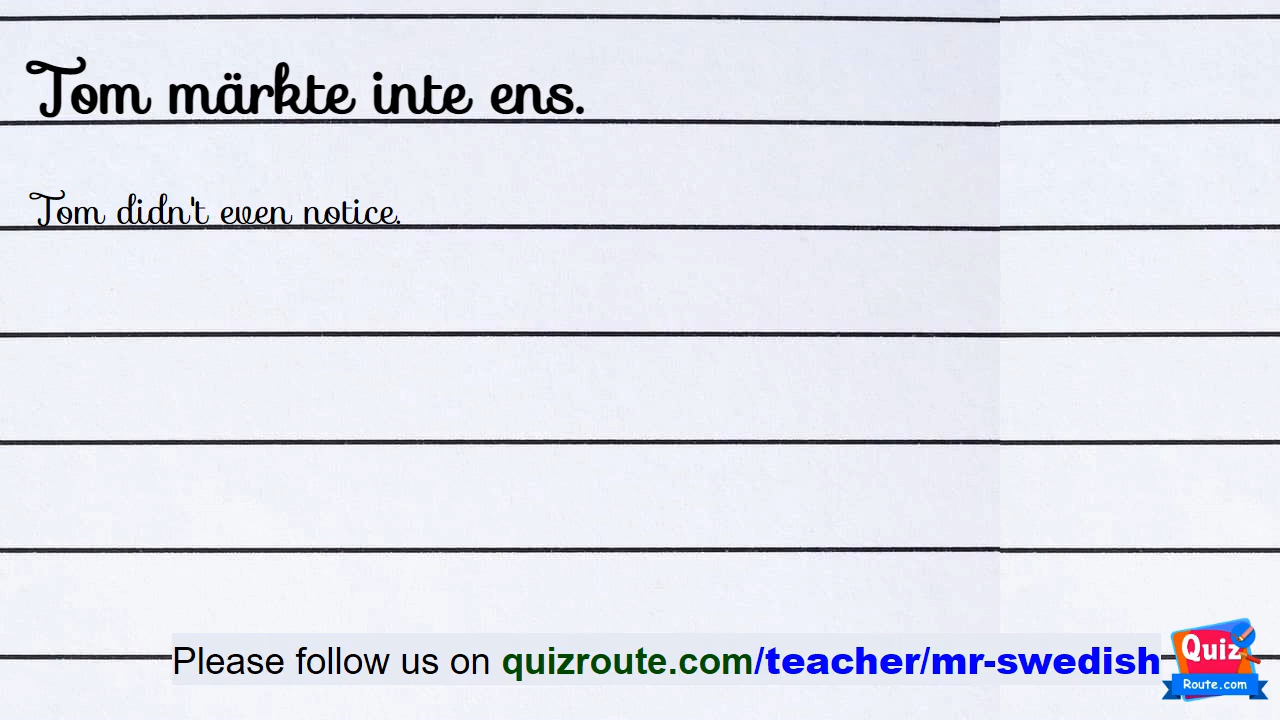 Tom märkte inte ens.
Tom didn't even notice.
Please follow us on quizroute.com/teacher/mr-swedish
Quiz
Route.com